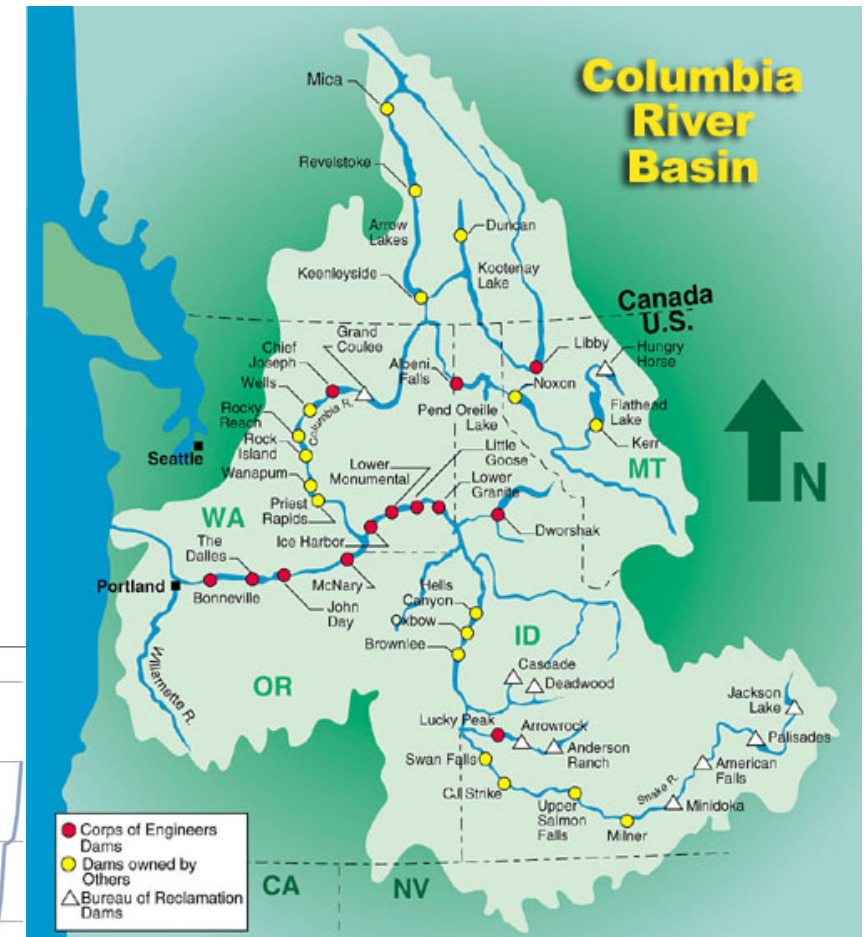 Columbia
River
Basin
Mica
Revelstoke
Arrow
Lakes
Duncan
Keenleyside
Kootenay
Lake
Canada
U.S.
Grand
Coulee
Chief
Joseph
Albeni
Falls
Libby
Hungry
Horse
Wells
Noxon
Rocky
Reach
Columbia R.
Pend Oreille
Lake
Flathead
Lake
Rock
Island
Kerr
Seattle
Little
Goose
Wanapum
Lower
Monumental
Lower
Granite
MT
N
Priest
Rapids
WA
Ice Harbor
Dworshak
The
Dalles
Portland
Bonneville
McNary
John
Day
Hells
Canyon
Oxbow
Brownlee
ID
Willamette R.
OR
Cascade
Deadwood
Jackson
Lake
Lucky Peak
Arrowrock
Palisades
Anderson
Ranch
Swan Falls
American
Falls
CJ Strike
Upper
Salmon
Falls
Snake R.
Minidoka
Milner
Corps of Engineers
Dams
Dams owned by
Others
Bureau of Reclamation
Dams
CA
NV